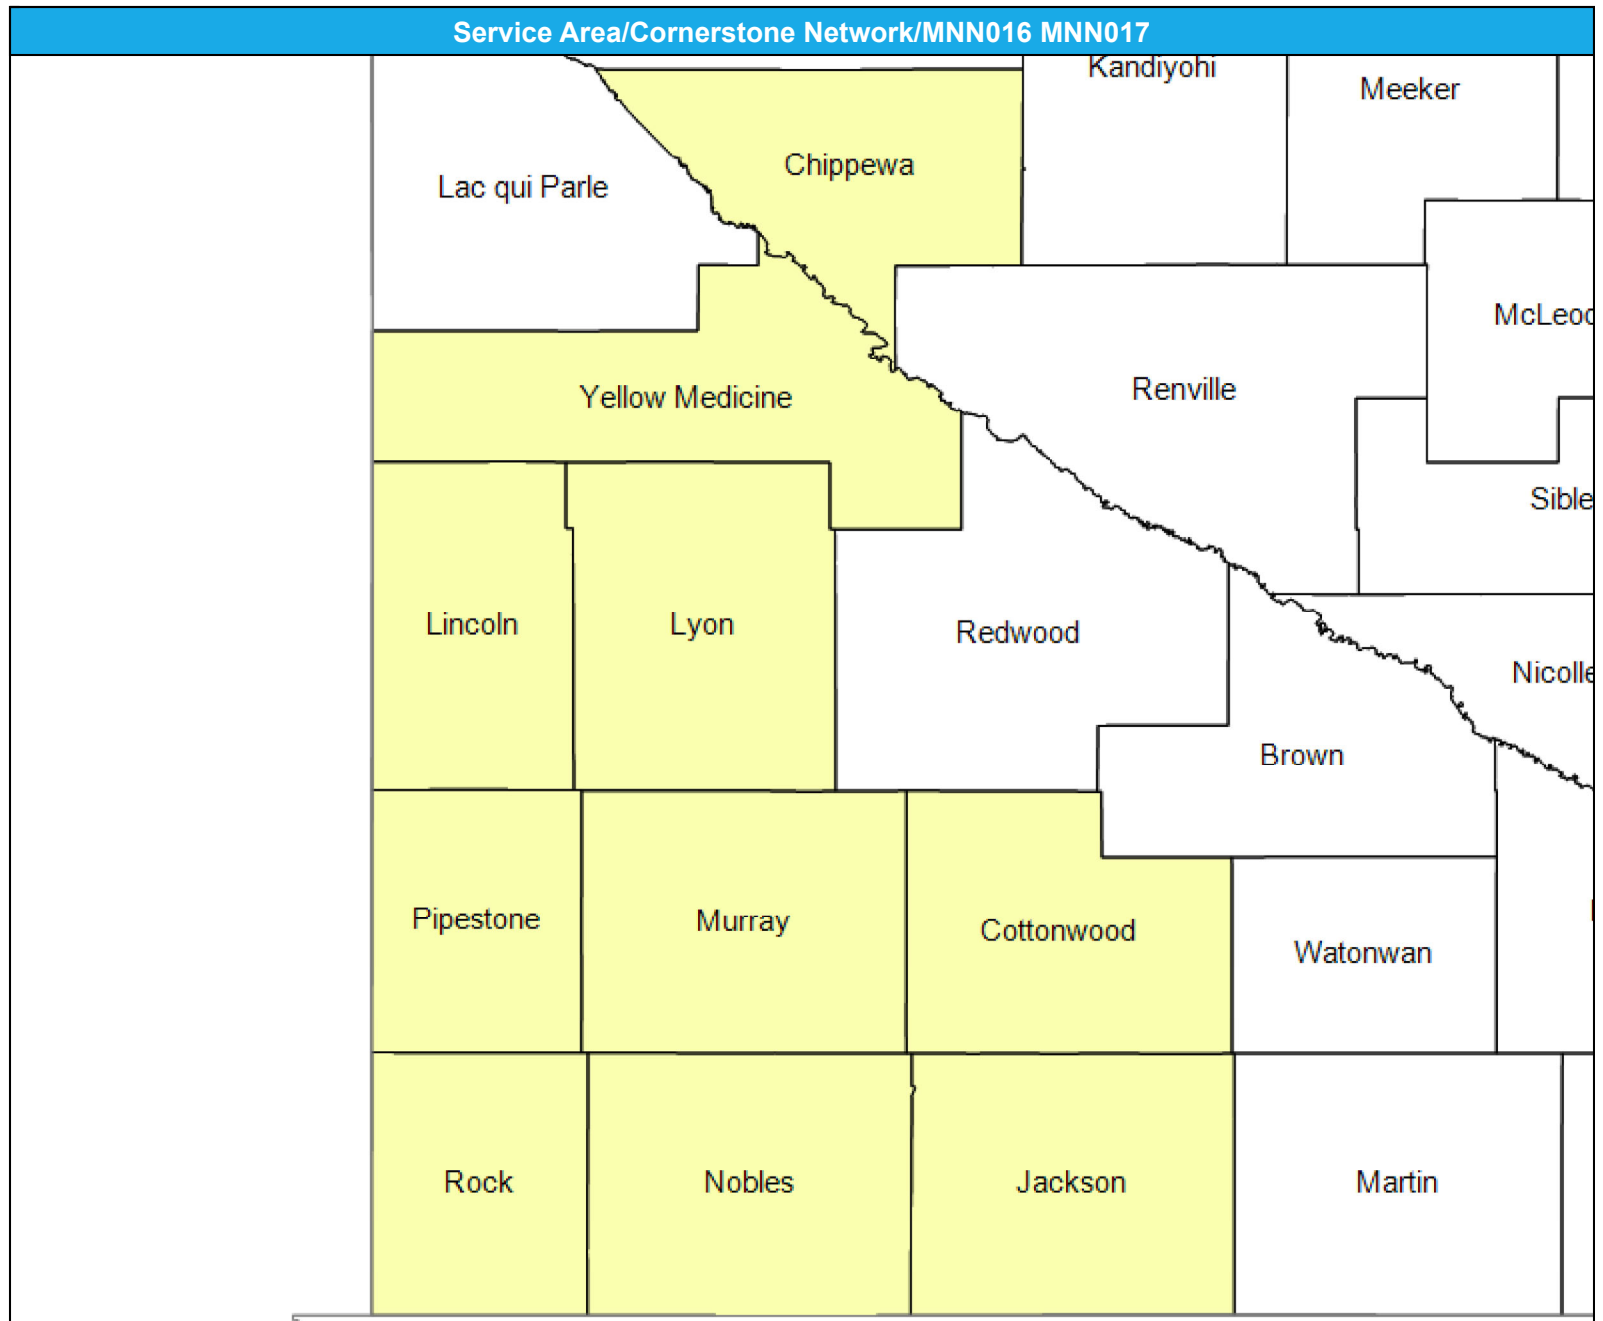 Service Area/Cornerstone Network/MNN016 MNN017
Kandiyohi
Meeker
Chippewa
Lac qui Parle
McLeod
Renville
Yellow Medicine
Sible
Lincoln
Lyon
Redwood
Nicolle
Brown
Pipestone
Murray
Cottonwood
Watonwan
Rock
Nobles
Jackson
Martin